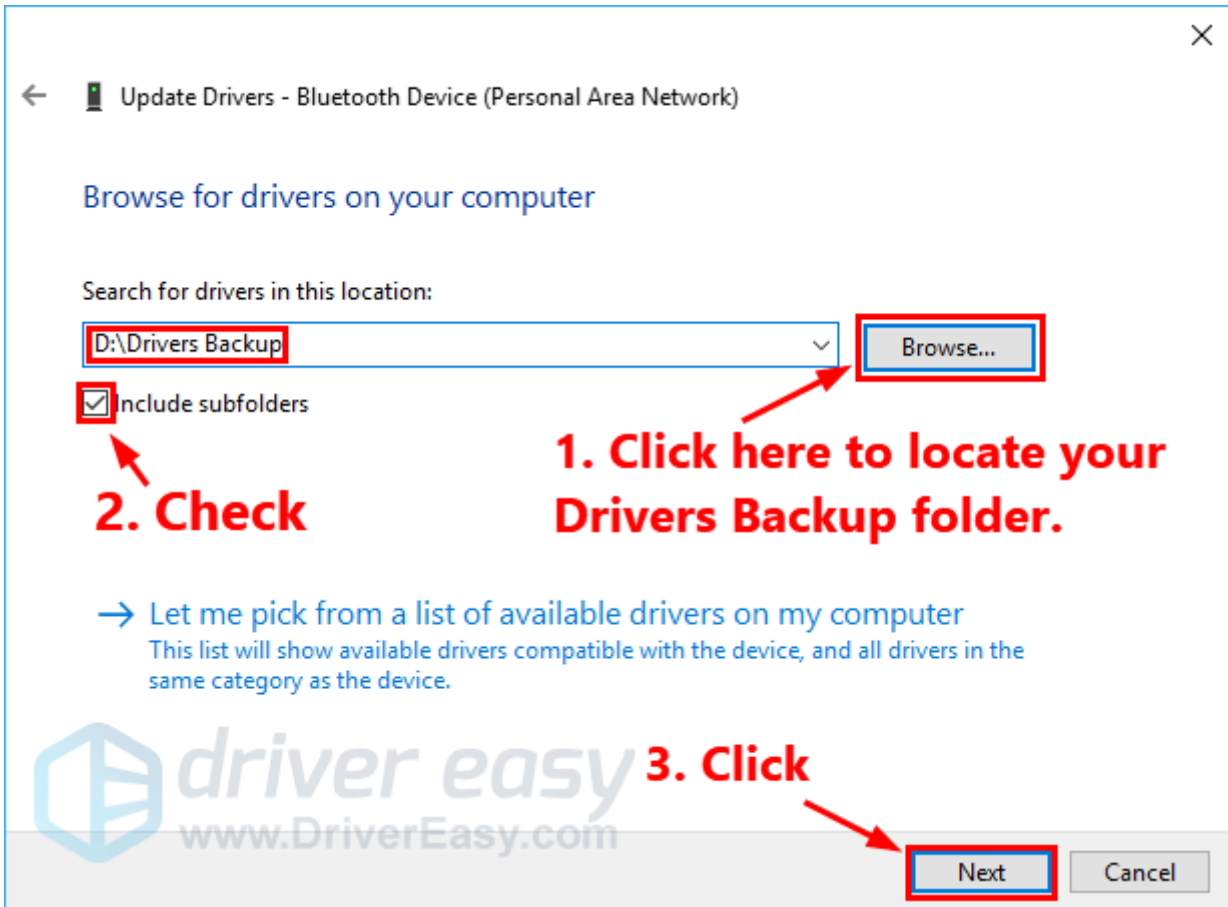 Update Drivers - Bluetooth Device (Personal Area Network)
Browse for drivers on your computer
Search for drivers in this location:
D:\Drivers Backup
Browse...
Include subfolders
1. Click here to locate your
Drivers Backup folder.
2. Check
Let me pick from a list of available drivers on my computer
This list will show available drivers compatible with the device, and all drivers in the
same category as the device.
driver easy
www.DriverEasy.com
3. Click
Next
Cancel